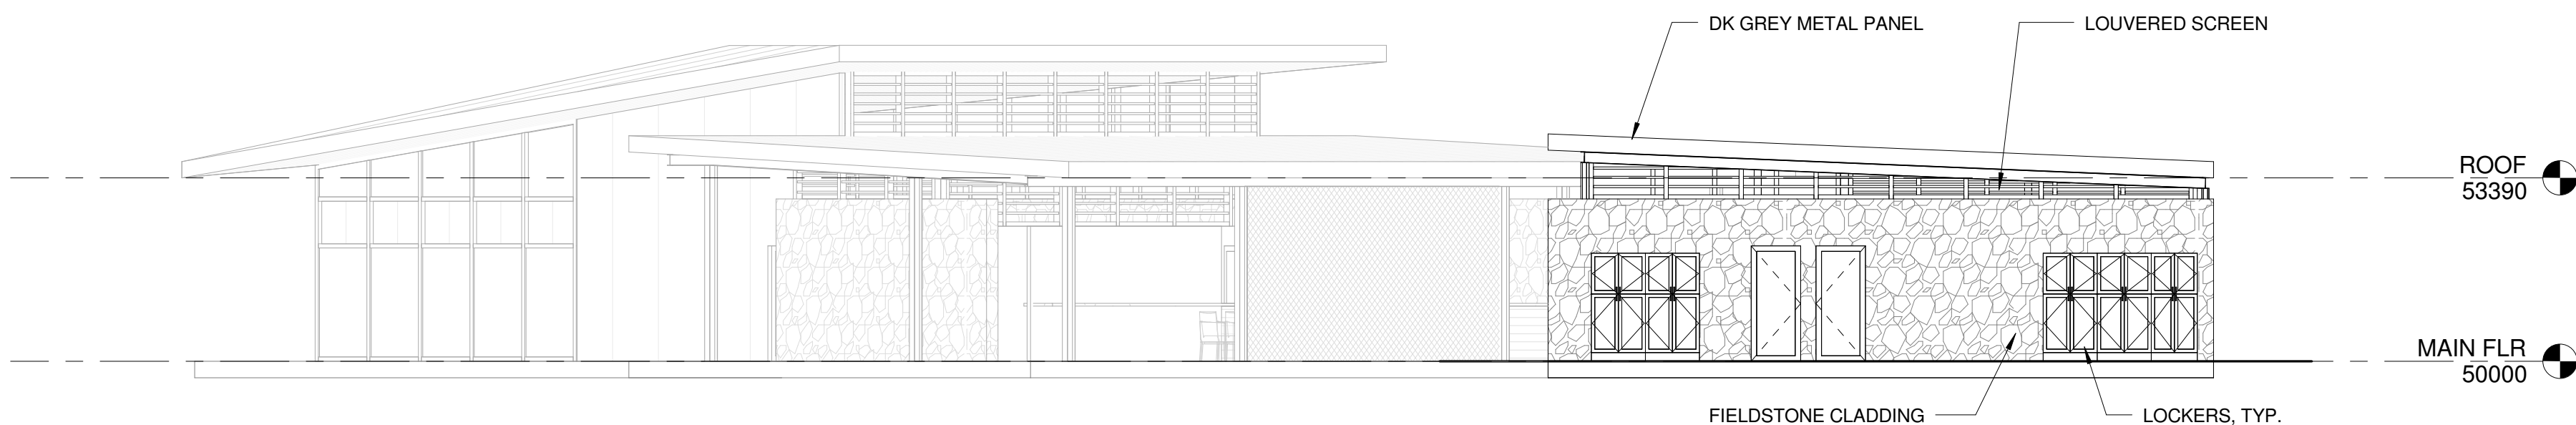 DK GREY METAL PANEL
LOUVERED SCREEN
ROOF
53390
MAIN FLR
50000
FIELDSTONE CLADDING
LOCKERS, TYP.